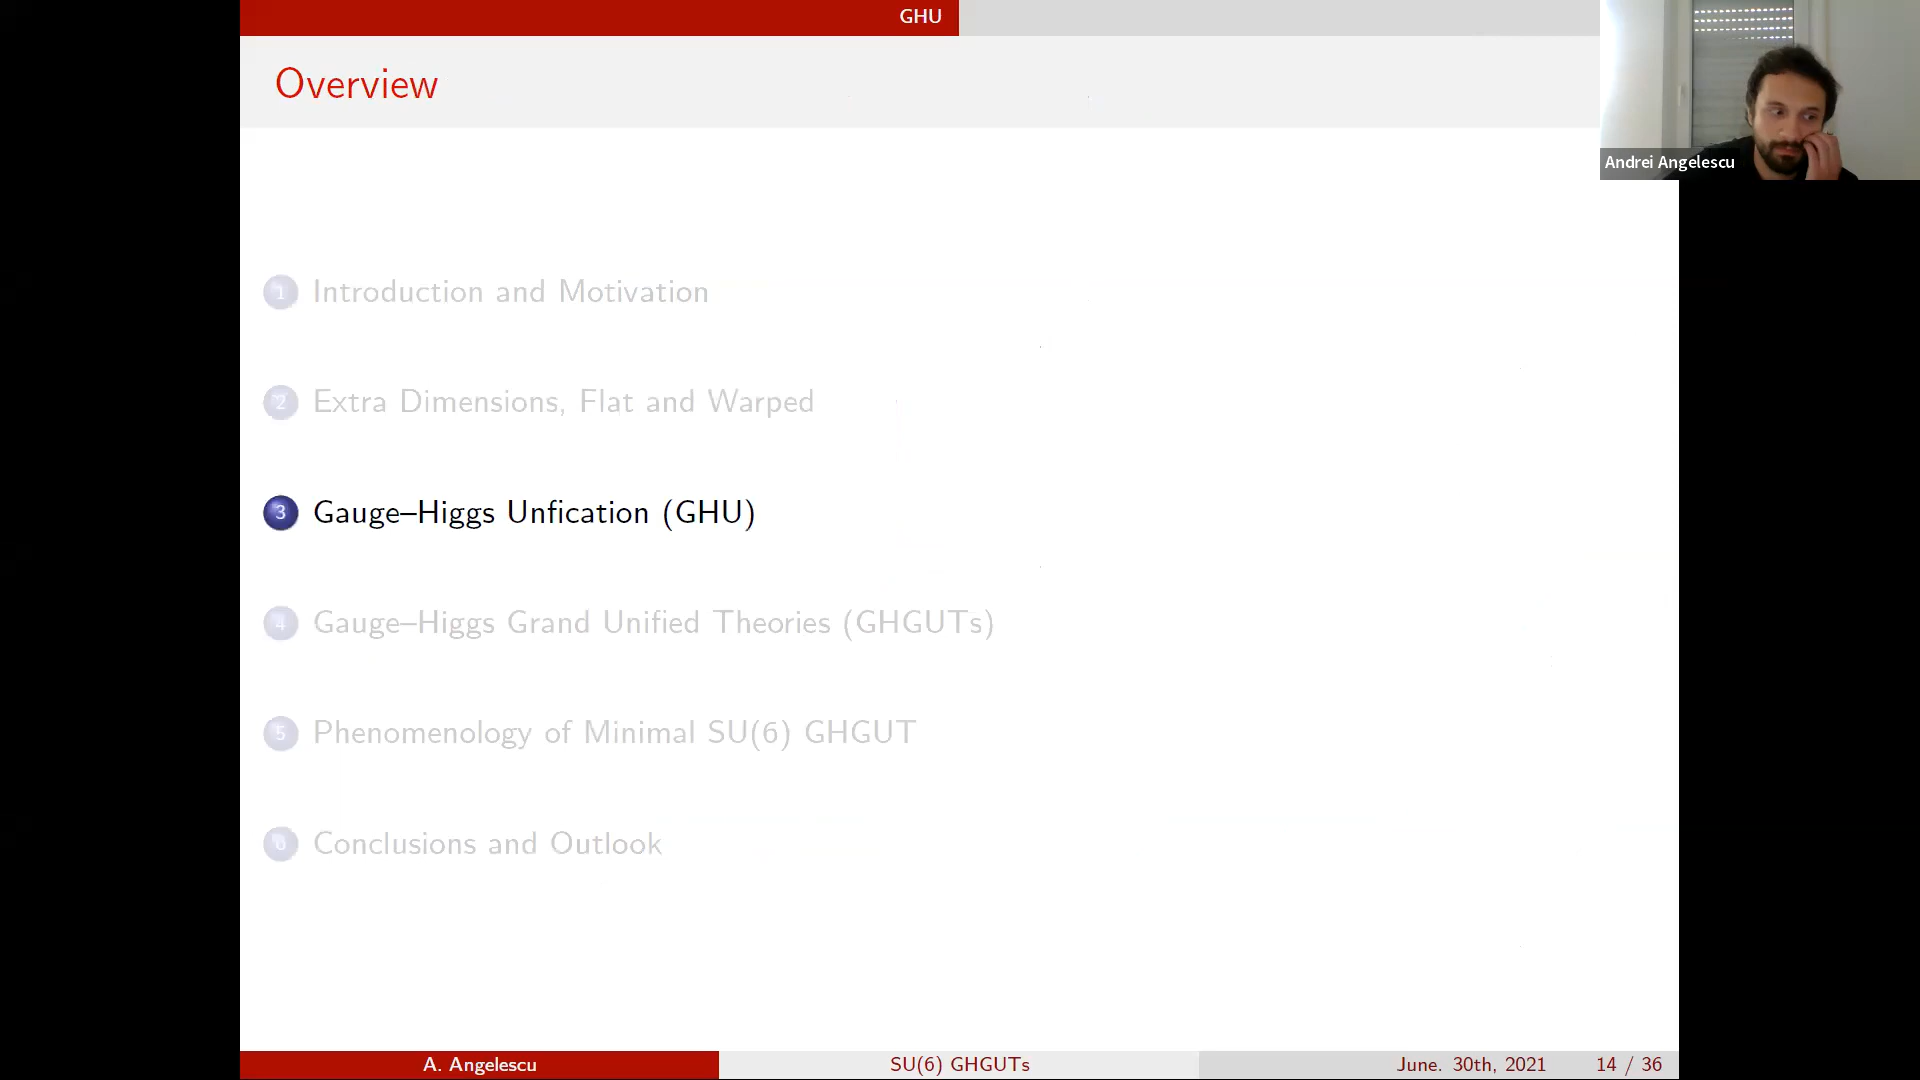 GHU
Overview
Andrei Angelescu
1 Introduction and Motivation
2 Extra Dimensions, Flat and Warped
3 Gauge–Higgs Unfication (GHU)
4 Gauge–Higgs Grand Unified Theories (GHGUTs)
5 Phenomenology of Minimal SU(6) GHGUT
6 Conclusions and Outlook
A. Angelescu SU(6) GHGUTs June. 30th, 2021 14 / 36